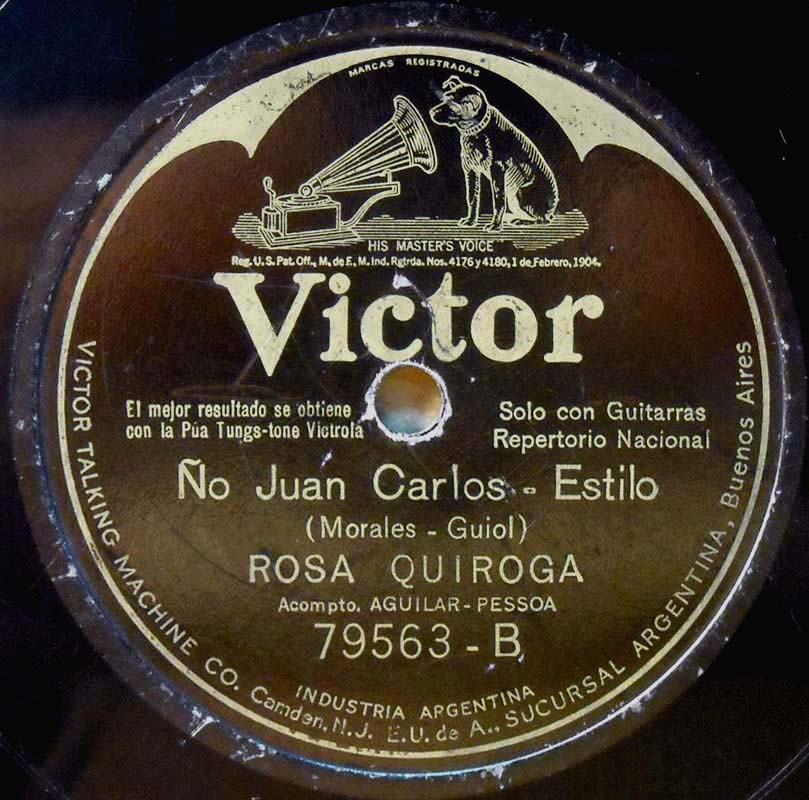 MARCAS REGISTRADAS
HIS MASTER'S VOICE
Reg. U.S. Pat. Off., M. de F., M. Ind. Rgtrda. Nos. 4176 y 4180, 1 de Febrero, 1904.
Victor
El mejor resultado se obtiene
con la Púa Tungs-tone Victrola
Solo con Guitarras
Repertorio Nacional
Ño Juan Carlos - Estilo
(Morales - Guiol)
ROSA QUIROGA
Acompto. AGUILAR - PESSOA
79563 - B
INDUSTRIA ARGENTINA
VICTOR TALKING MACHINE CO. Camden, N.J. E.U. de A., SUCURSAL ARGENTINA, Buenos Aires